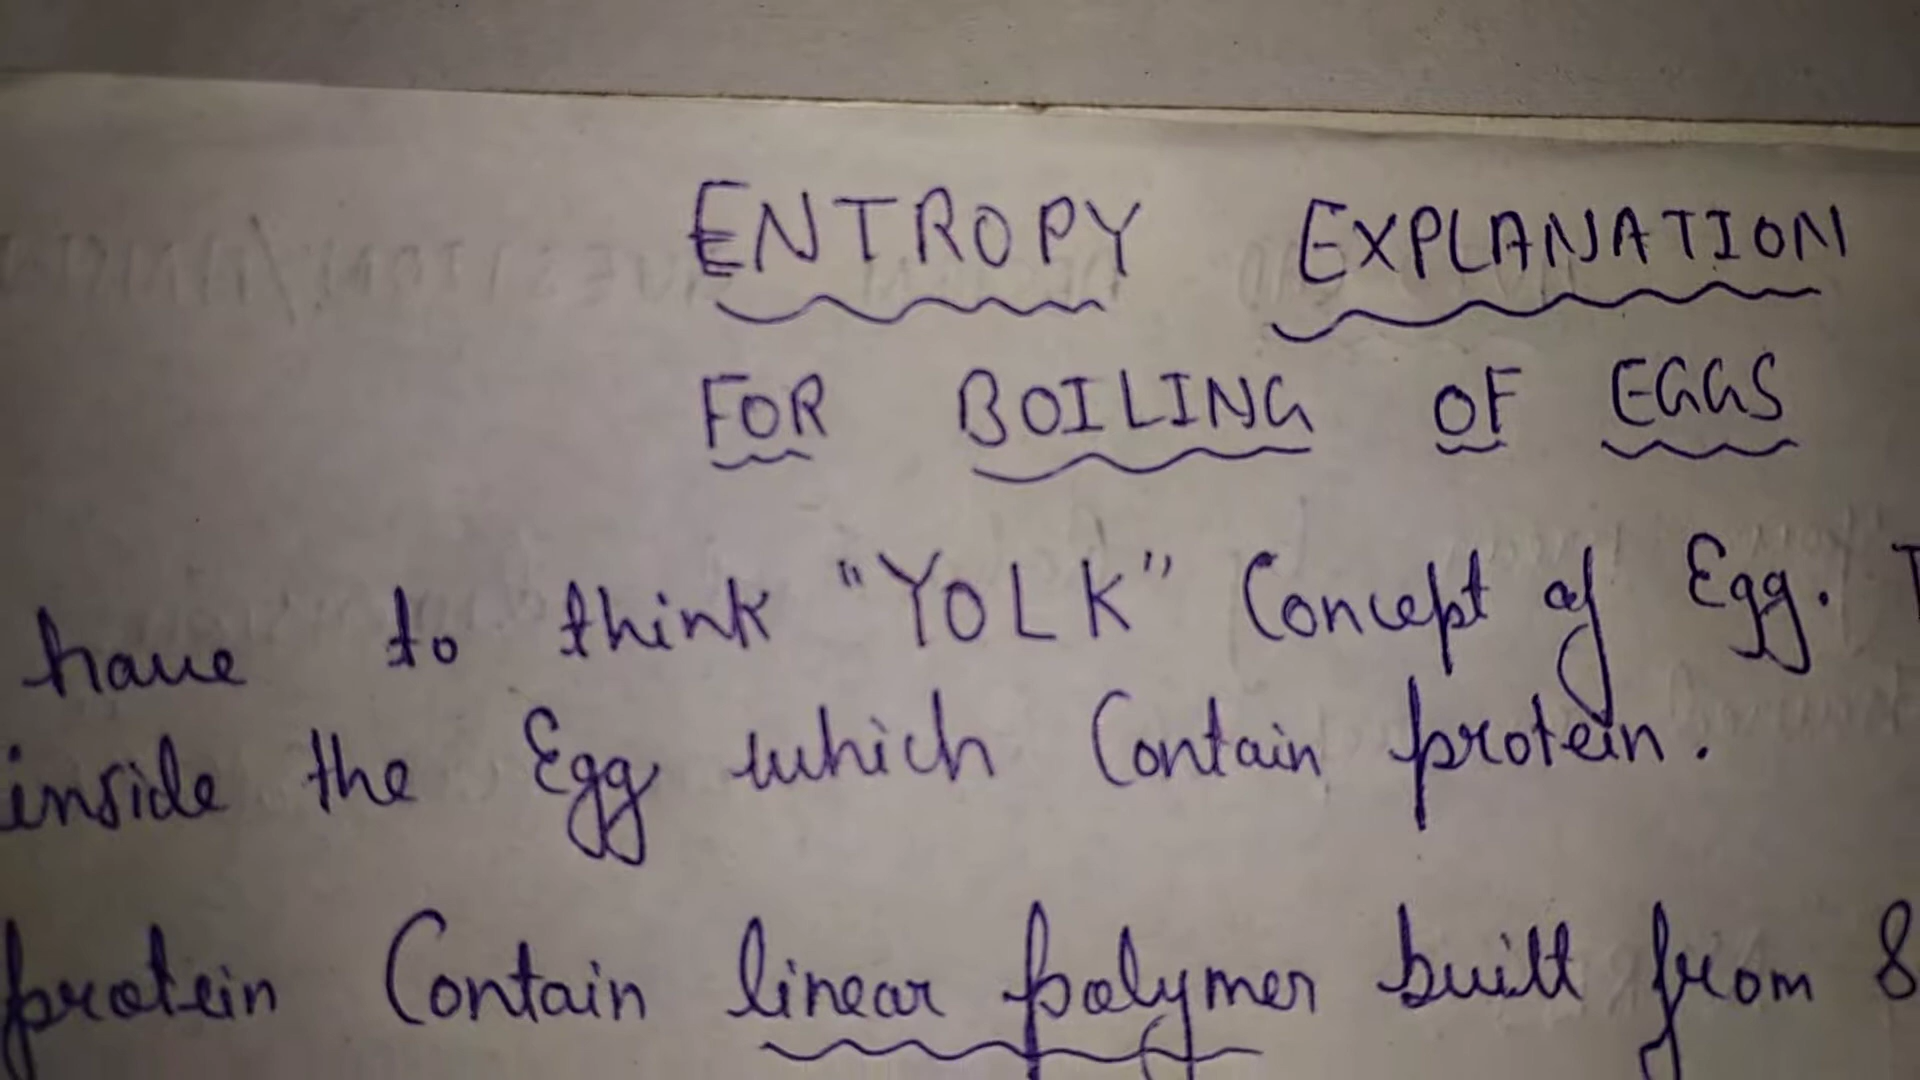 ENTROPY EXPLANATION
FOR BOILING OF EGGS
have to think "YOLK" Concept of Egg.
inside the Egg which Contain protein.
protein Contain linear polymer built from